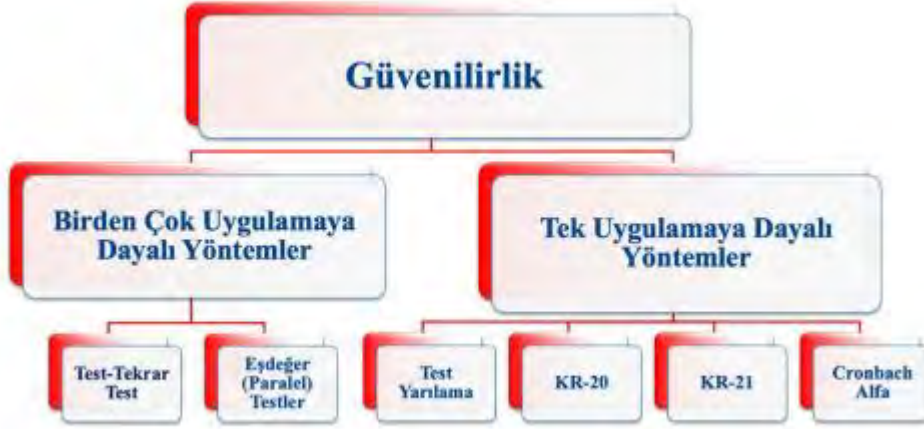 Güvenilirlik
Birden Çok Uygulamaya
Dayalı Yöntemler
Tek Uygulamaya Dayalı
Yöntemler
Test-Tekrar
Test
Eşdeğer
(Paralel)
Testler
Test
Yarılama
KR-20
KR-21
Cronbach
Alfa